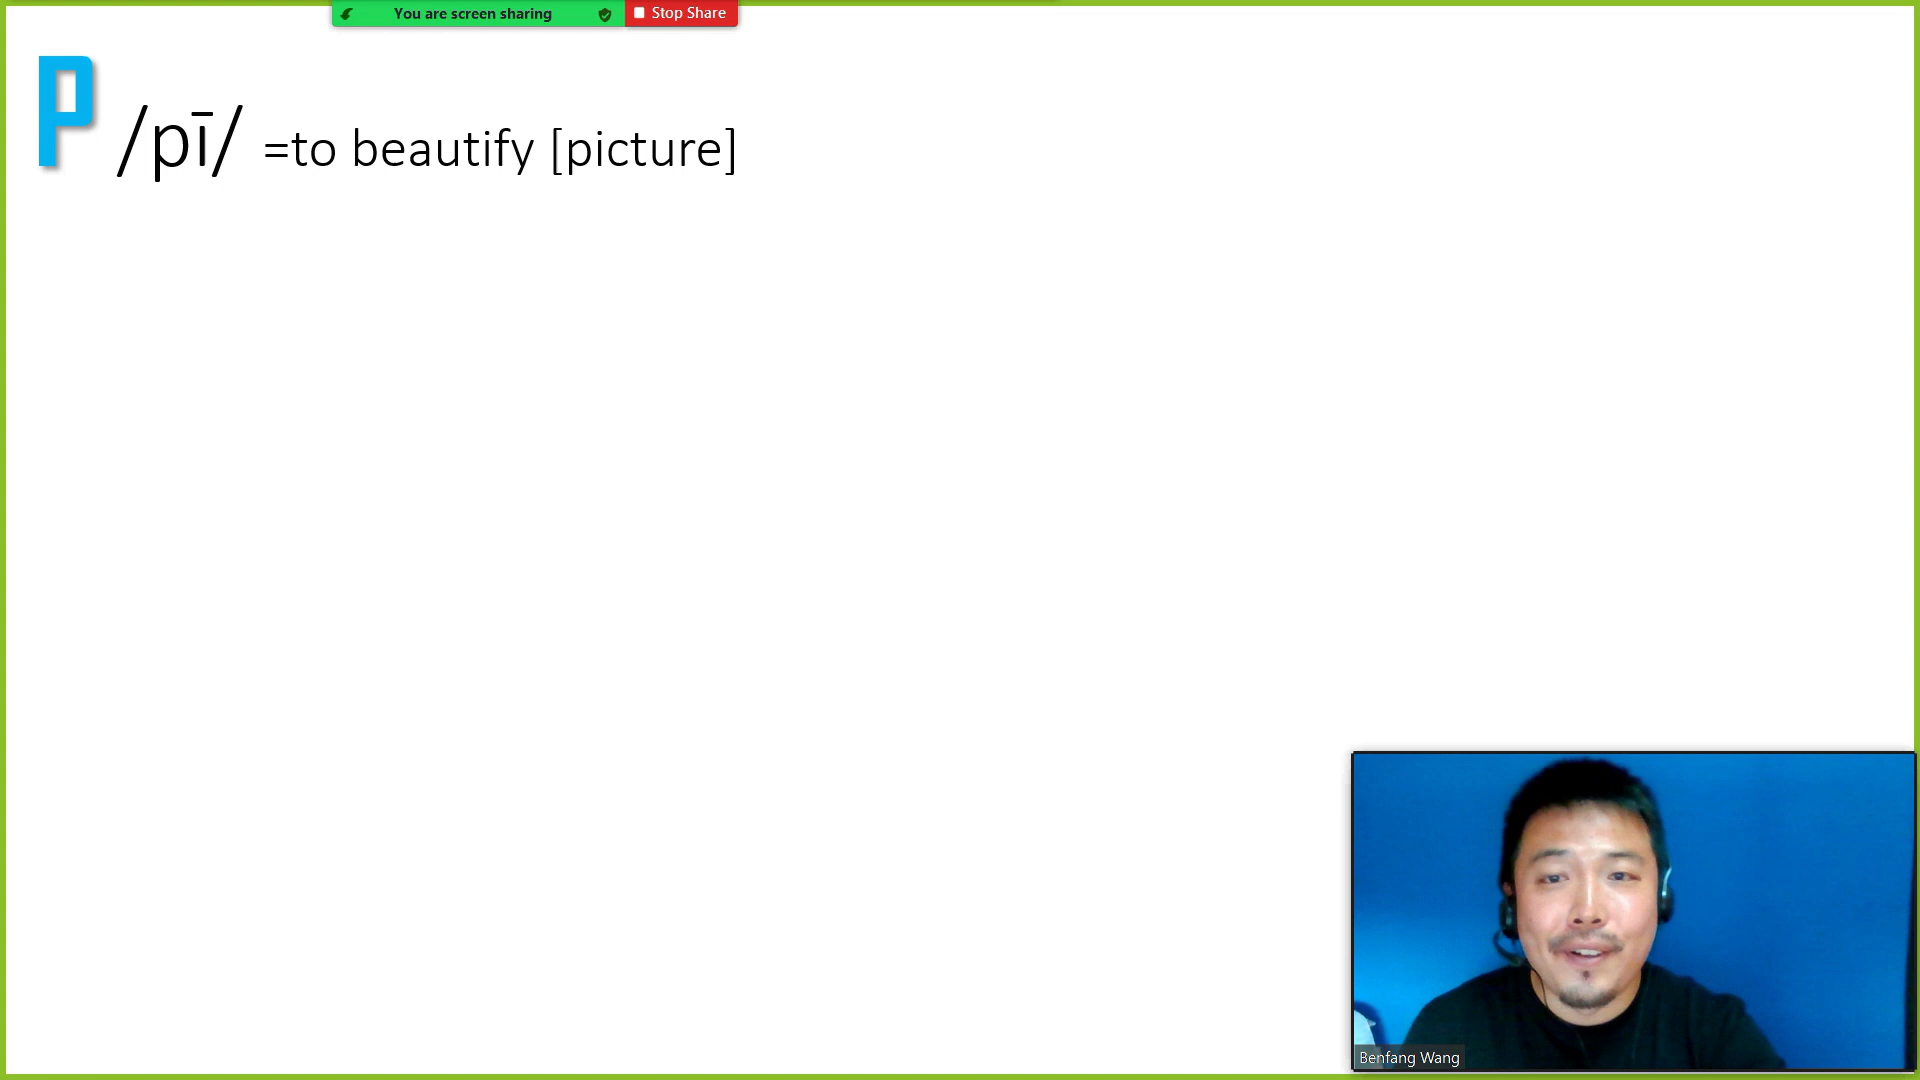 You are screen sharing Stop Share
P /pī/ =to beautify [picture]
Benfang Wang